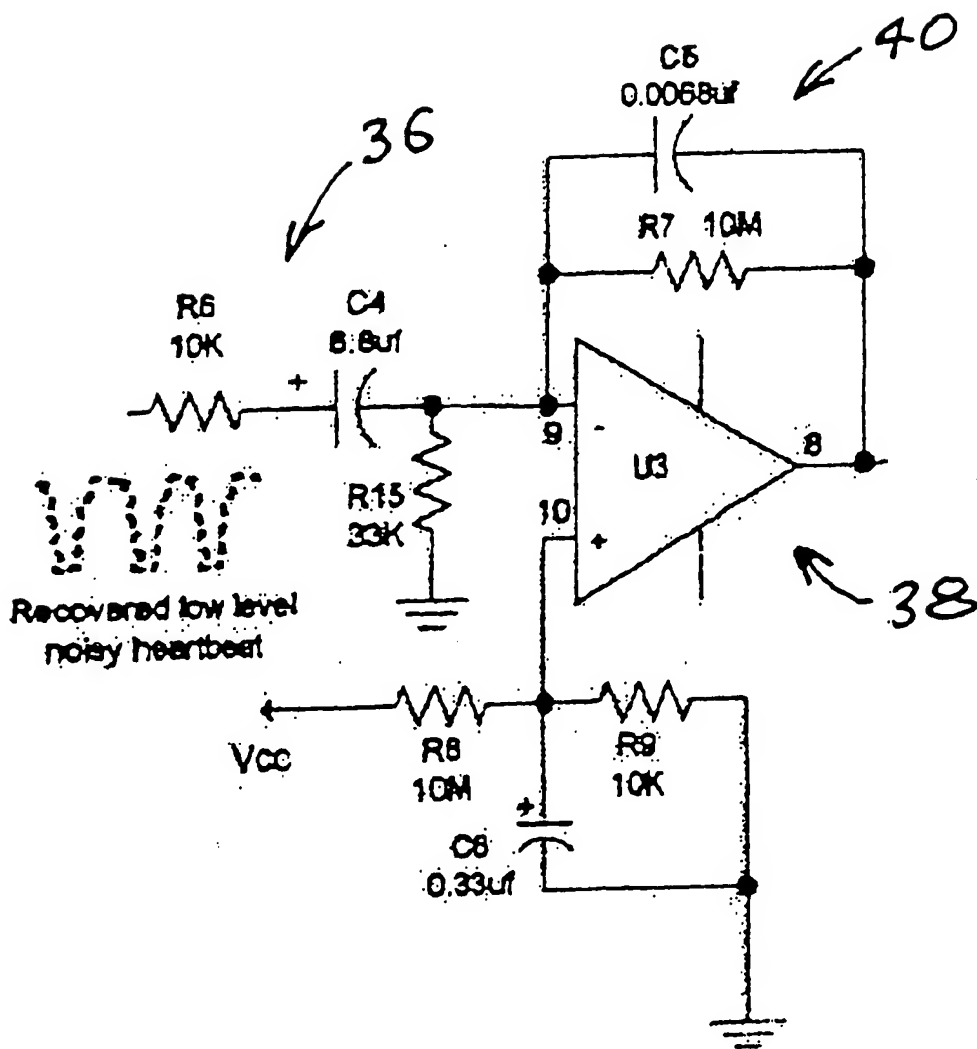 40
C5
0.0068uf
36
R7 10M
R6
10K
C4
6.8uf
+
9
-
8
U3
R15
33K
10
+
Recovered low level
noisy heartbeat
38
Vcc
R8
10M
R9
10K
+
C6
0.33uf